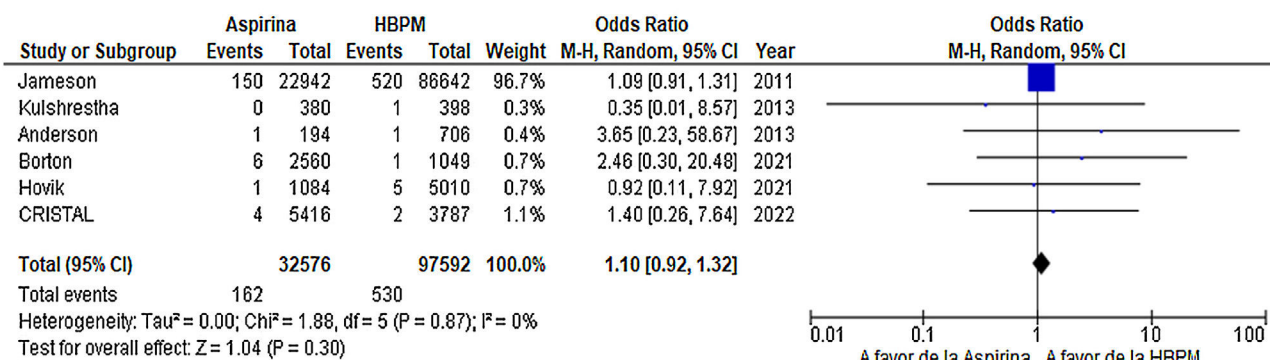 Aspirina HBPM Odds Ratio Odds Ratio
Study or Subgroup Events Total Events Total Weight M-H, Random, 95% CI Year M-H, Random, 95% CI
Jameson 150 22942 520 86642 96.7% 1.09 [0.91, 1.31] 2011
Kulshrestha 0 380 1 398 0.3% 0.35 [0.01, 8.57] 2013
Anderson 1 194 1 706 0.4% 3.65 [0.23, 58.67] 2013
Borton 6 2560 1 1049 0.7% 2.46 [0.30, 20.48] 2021
Hovik 1 1084 5 5010 0.7% 0.92 [0.11, 7.92] 2021
CRISTAL 4 5416 2 3787 1.1% 1.40 [0.26, 7.64] 2022
Total (95% CI) 32576 97592 100.0% 1.10 [0.92, 1.32]
Total events 162 530
Heterogeneity: Tau² = 0.00; Chi² = 1.88, df = 5 (P = 0.87); I² = 0%
Test for overall effect: Z = 1.04 (P = 0.30)
0.01 0.1 1 10 100
A favor de la Aspirina A favor de la HBPM